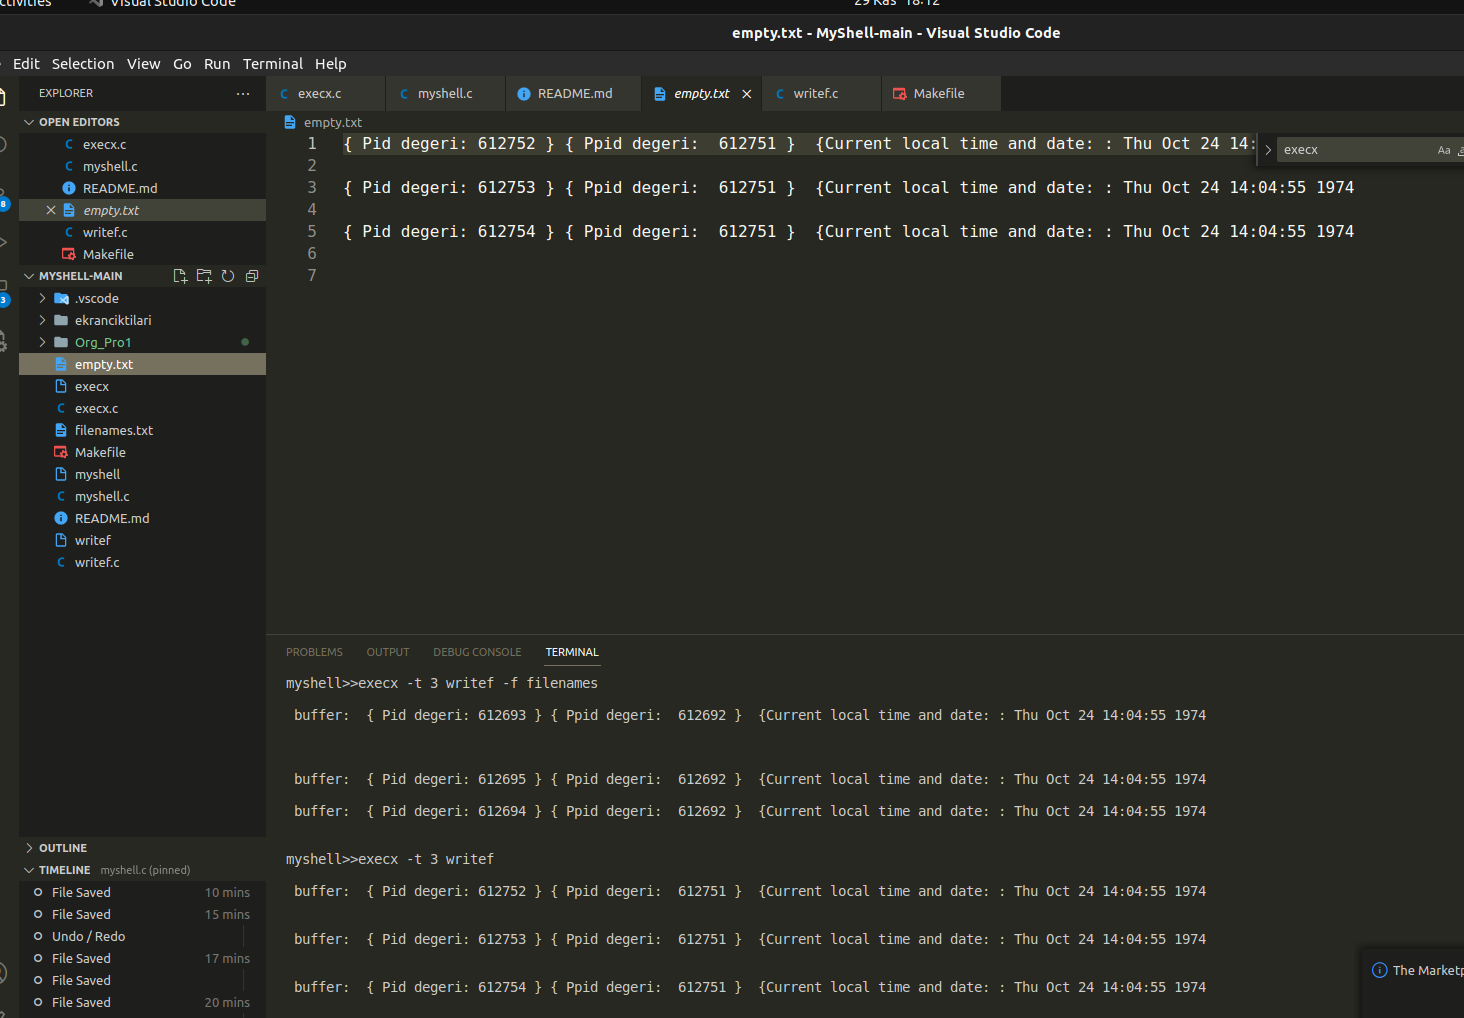 ctivities Visual Studio Code 29 Kas 18:12
empty.txt - MyShell-main - Visual Studio Code
Edit Selection View Go Run Terminal Help
EXPLORER ···
execx.c myshell.c README.md empty.txt writef.c Makefile
OPEN EDITORS
execx.c
myshell.c
README.md
empty.txt
writef.c
Makefile
8
3
MYSHELL-MAIN
.vscode
ekranciktilari
Org_Pro1
empty.txt
execx
execx.c
filenames.txt
Makefile
myshell
myshell.c
README.md
writef
writef.c
OUTLINE
TIMELINE myshell.c (pinned)
File Saved 10 mins
File Saved 15 mins
Undo / Redo
File Saved 17 mins
File Saved
File Saved 20 mins
empty.txt
1 { Pid degeri: 612752 } { Ppid degeri:  612751 }  {Current local time and date: : Thu Oct 24 14:
2
3 { Pid degeri: 612753 } { Ppid degeri:  612751 }  {Current local time and date: : Thu Oct 24 14:04:55 1974
4
5 { Pid degeri: 612754 } { Ppid degeri:  612751 }  {Current local time and date: : Thu Oct 24 14:04:55 1974
6
7
execx Aa
PROBLEMS OUTPUT DEBUG CONSOLE TERMINAL
myshell>>execx -t 3 writef -f filenames
buffer:  { Pid degeri: 612693 } { Ppid degeri:  612692 }  {Current local time and date: : Thu Oct 24 14:04:55 1974
buffer:  { Pid degeri: 612695 } { Ppid degeri:  612692 }  {Current local time and date: : Thu Oct 24 14:04:55 1974
buffer:  { Pid degeri: 612694 } { Ppid degeri:  612692 }  {Current local time and date: : Thu Oct 24 14:04:55 1974
myshell>>execx -t 3 writef
buffer:  { Pid degeri: 612752 } { Ppid degeri:  612751 }  {Current local time and date: : Thu Oct 24 14:04:55 1974
buffer:  { Pid degeri: 612753 } { Ppid degeri:  612751 }  {Current local time and date: : Thu Oct 24 14:04:55 1974
buffer:  { Pid degeri: 612754 } { Ppid degeri:  612751 }  {Current local time and date: : Thu Oct 24 14:04:55 1974
The Marketp